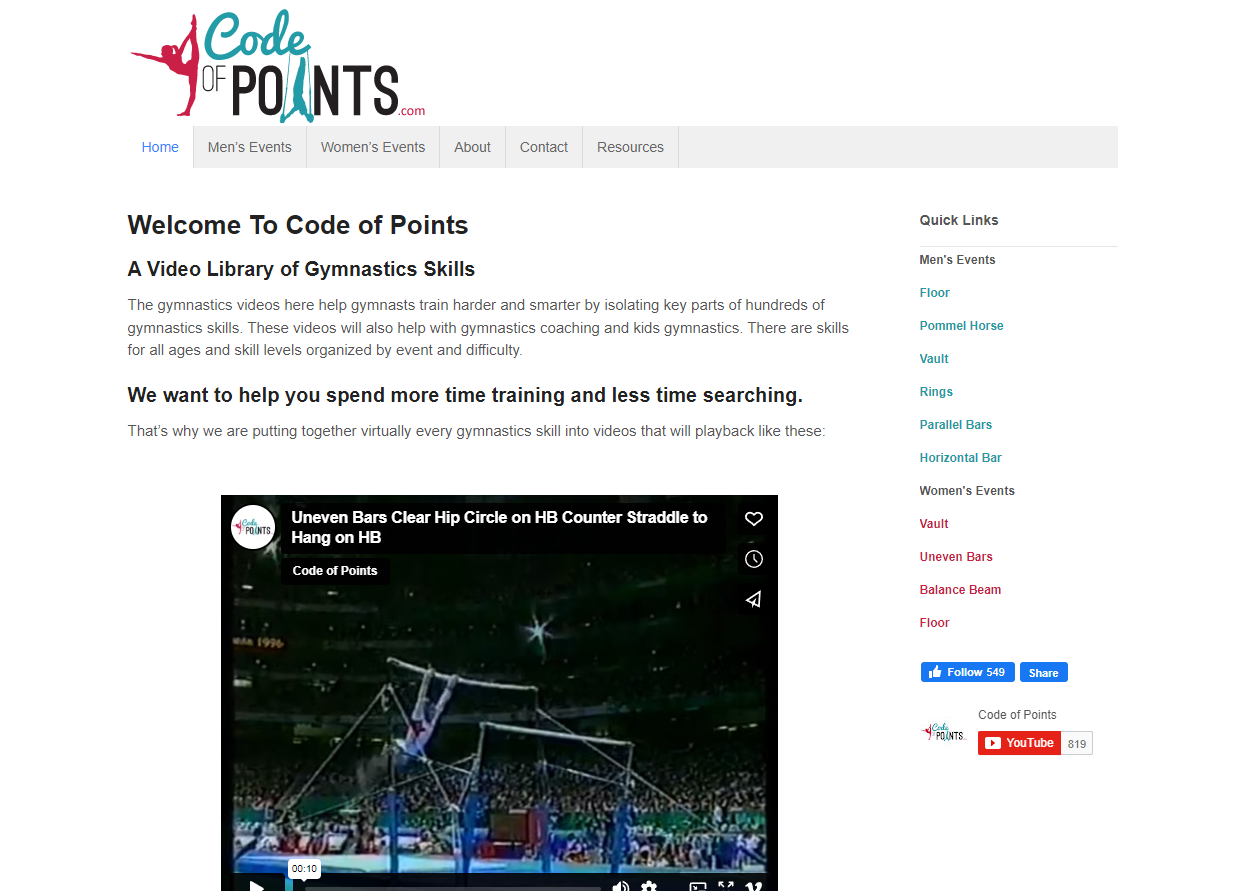 Code
OF POINTS.com
Home
Men’s Events
Women’s Events
About
Contact
Resources
Welcome To Code of Points
A Video Library of Gymnastics Skills
The gymnastics videos here help gymnasts train harder and smarter by isolating key parts of hundreds of
gymnastics skills. These videos will also help with gymnastics coaching and kids gymnastics. There are skills
for all ages and skill levels organized by event and difficulty.
We want to help you spend more time training and less time searching.
That’s why we are putting together virtually every gymnastics skill into videos that will playback like these:
Code
POINTS
Uneven Bars Clear Hip Circle on HB Counter Straddle to
Hang on HB
Code of Points
1996
00:10
Quick Links
Men's Events
Floor
Pommel Horse
Vault
Rings
Parallel Bars
Horizontal Bar
Women's Events
Vault
Uneven Bars
Balance Beam
Floor
Follow 549
Share
Code
POINTS
Code of Points
YouTube
819